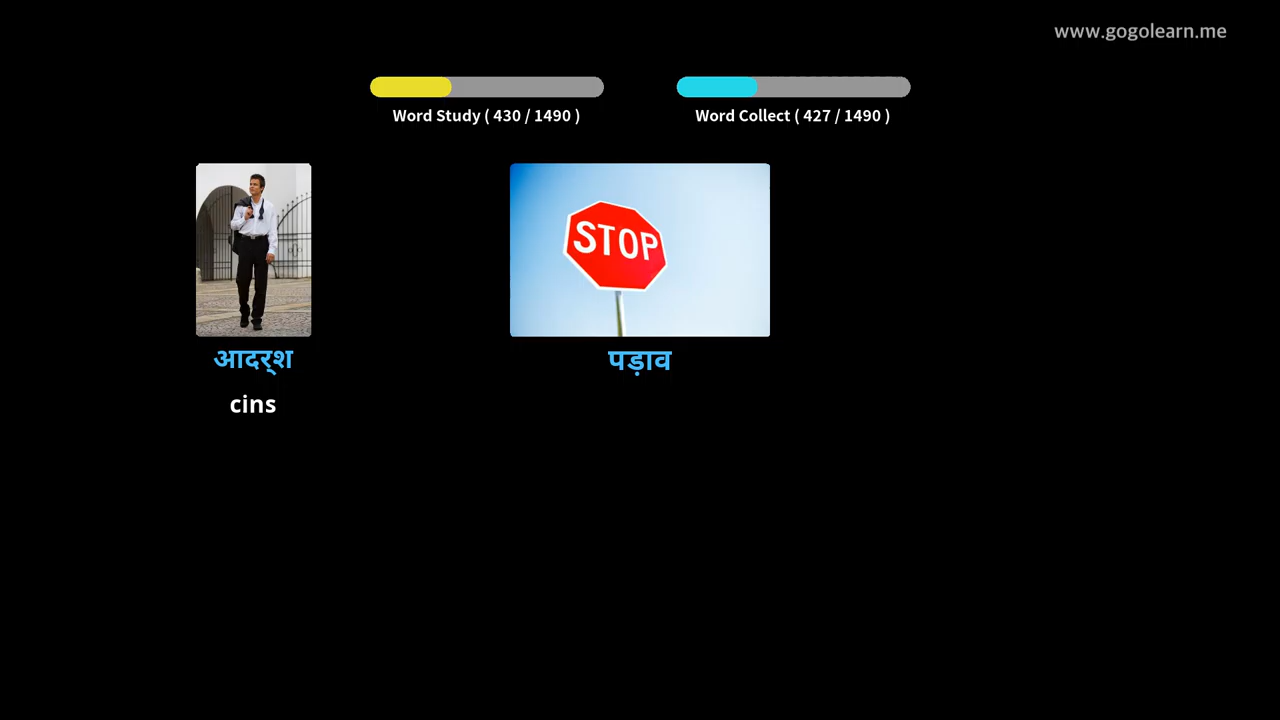 www.gogolearn.me
Word Study ( 430 / 1490 )
Word Collect ( 427 / 1490 )
STOP
आदर्श
पड़ाव
cins